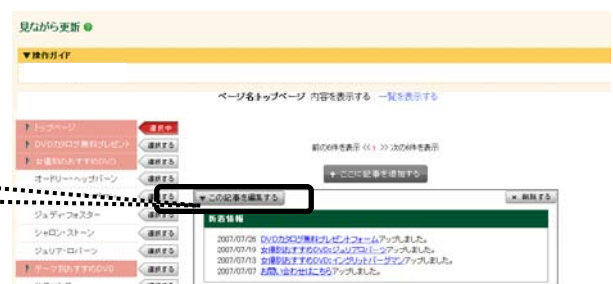 見ながら更新
▼操作ガイド
ページ名トップページ 内容を表示する 一覧を表示する
トップページ 選択中
DVDカタログ無料プレゼント 選択する
女優別おすすめDVD 選択する
前の6件を表示 << 1 >> 次の6件を表示
オードリー・ヘップバーン 選択する
+ ここに記事を追加する
バーグマン 選択する
▼ この記事を編集する
× 削除する
ジョディ・フォスター 選択する
シャロン・ストーン 選択する
ジュリア・ロバーツ 選択する
テーマ別おすすめDVD 選択する
新着情報
2007/07/26 DVDカタログ無料プレゼントフォームアップしました。
2007/07/19 女優別おすすめDVD:ジュリアロバーツアップしました。
2007/07/13 女優別おすすめDVD:イングリットバーグマンアップしました。
2007/07/07 お問い合わせはこちらアップしました。